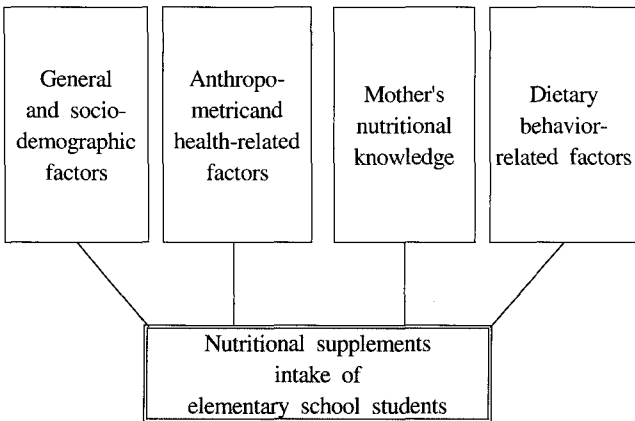 General
and socio-
demographic
factors
Anthropo-
metricand
health-related
factors
Mother's
nutritional
knowledge
Dietary
behavior-
related factors
Nutritional supplements
intake of
elementary school students